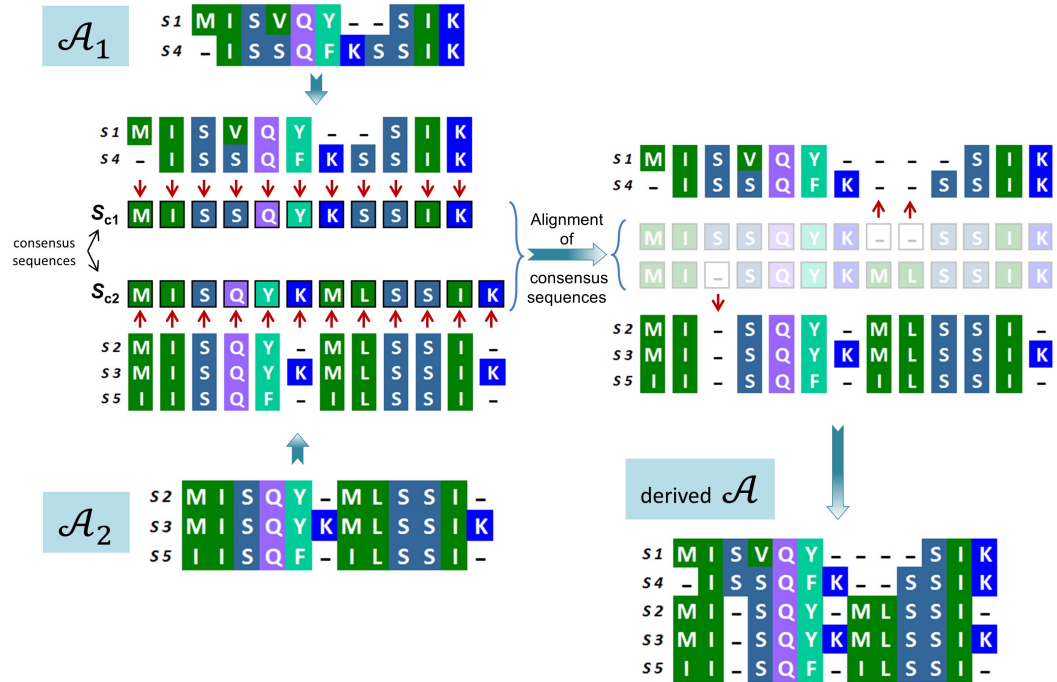 𝒜₁
S1 M I S V Q Y – – S I K
S4 – I S S Q F K S S I K
S1 M I S V Q Y – – S I K
S4 – I S S Q F K S S I K
Sc1 M I S S Q Y K S S I K
consensus
sequences
Sc2 M I S Q Y K M L S S I K
S2 M I S Q Y – M L S S I –
S3 M I S Q Y K M L S S I K
S5 I I S Q F – I L S S I –
𝒜₂
S2 M I S Q Y – M L S S I –
S3 M I S Q Y K M L S S I K
S5 I I S Q F – I L S S I –
Alignment
of
consensus
sequences
S1 M I S V Q Y – – – – S I K
S4 – I S S Q F K – – S S I K
M I S S Q Y K – – S S I K
M I – S Q Y K M L S S I K
S2 M I – S Q Y – M L S S I –
S3 M I – S Q Y K M L S S I K
S5 I I – S Q F – I L S S I –
derived 𝒜
S1 M I S V Q Y – – – – S I K
S4 – I S S Q F K – – S S I K
S2 M I – S Q Y – M L S S I –
S3 M I – S Q Y K M L S S I K
S5 I I – S Q F – I L S S I –